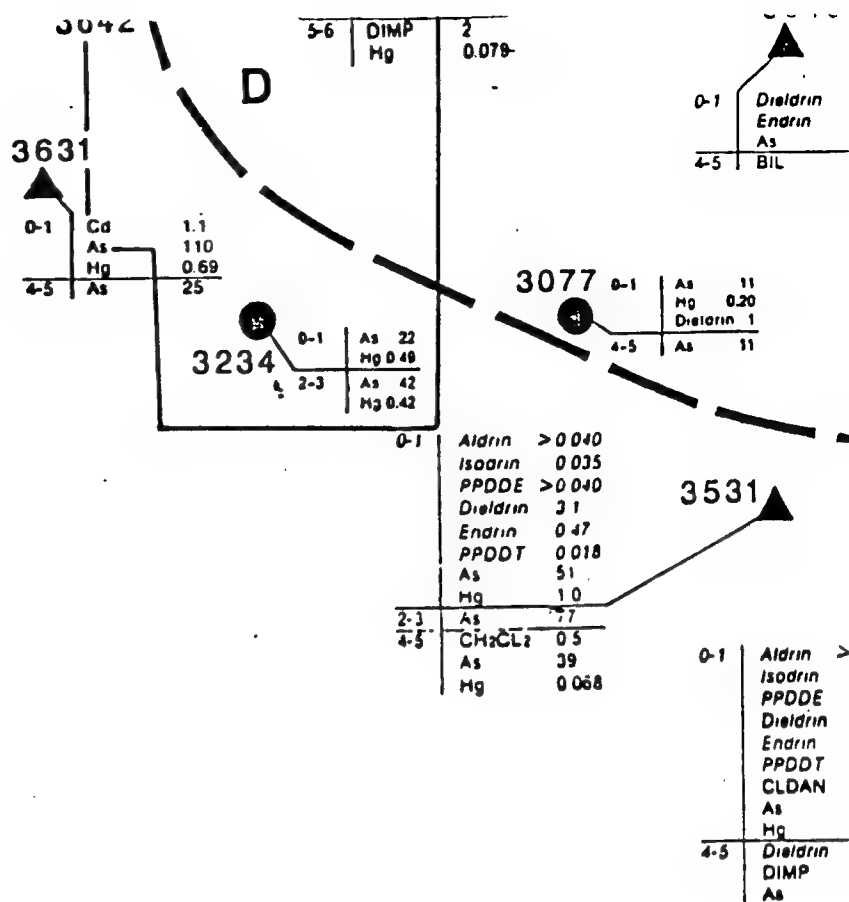 3642
D
5-6 DIMP 2
Hg 0.079
0-1 Dieldrin
Endrin
As
4-5 BIL
3631
0-1 Cd 1.1
As 110
Hg 0.69
4-5 As 25
3077
0-1 As 11
Hg 0.20
Dieldrin 1
4-5 As 11
3234
0-1 As 22
Hg 0.49
2-3 As 42
Hg 0.42
0-1 Aldrin >0.040
Isodrin 0.035
PPDDE >0.040
Dieldrin 3.1
Endrin 0.47
PPDDT 0.018
As 51
Hg 1.0
2-3 As 77
4-5 CH2CL2 0.5
As 39
Hg 0.068
3531
0-1 Aldrin >
Isodrin
PPDDE
Dieldrin
Endrin
PPDDT
CLDAN
As
Hg
4-5 Dieldrin
DIMP
As